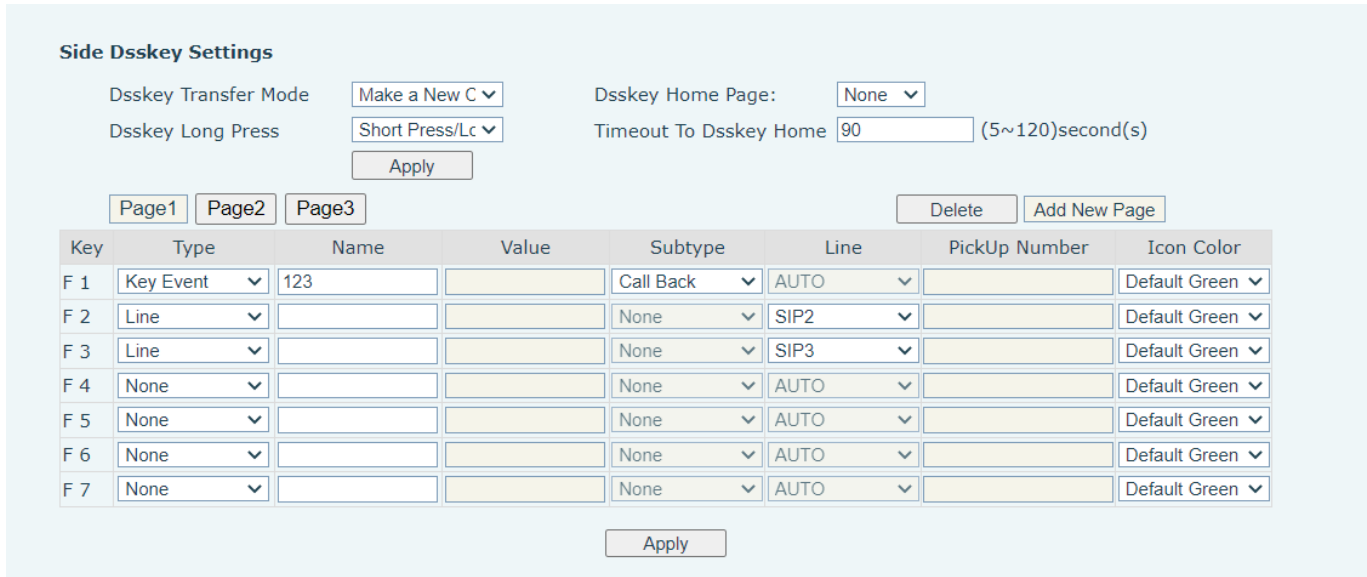 Side Dsskey Settings
Dsskey Transfer Mode Make a New C Dsskey Home Page: None
Dsskey Long Press Short Press/Lc Timeout To Dsskey Home 90 (5~120)second(s)
Apply
Page1 Page2 Page3 Delete Add New Page
Key Type Name Value Subtype Line PickUp Number Icon Color
F 1 Key Event 123 Call Back AUTO Default Green
F 2 Line None SIP2 Default Green
F 3 Line None SIP3 Default Green
F 4 None None AUTO Default Green
F 5 None None AUTO Default Green
F 6 None None AUTO Default Green
F 7 None None AUTO Default Green
Apply